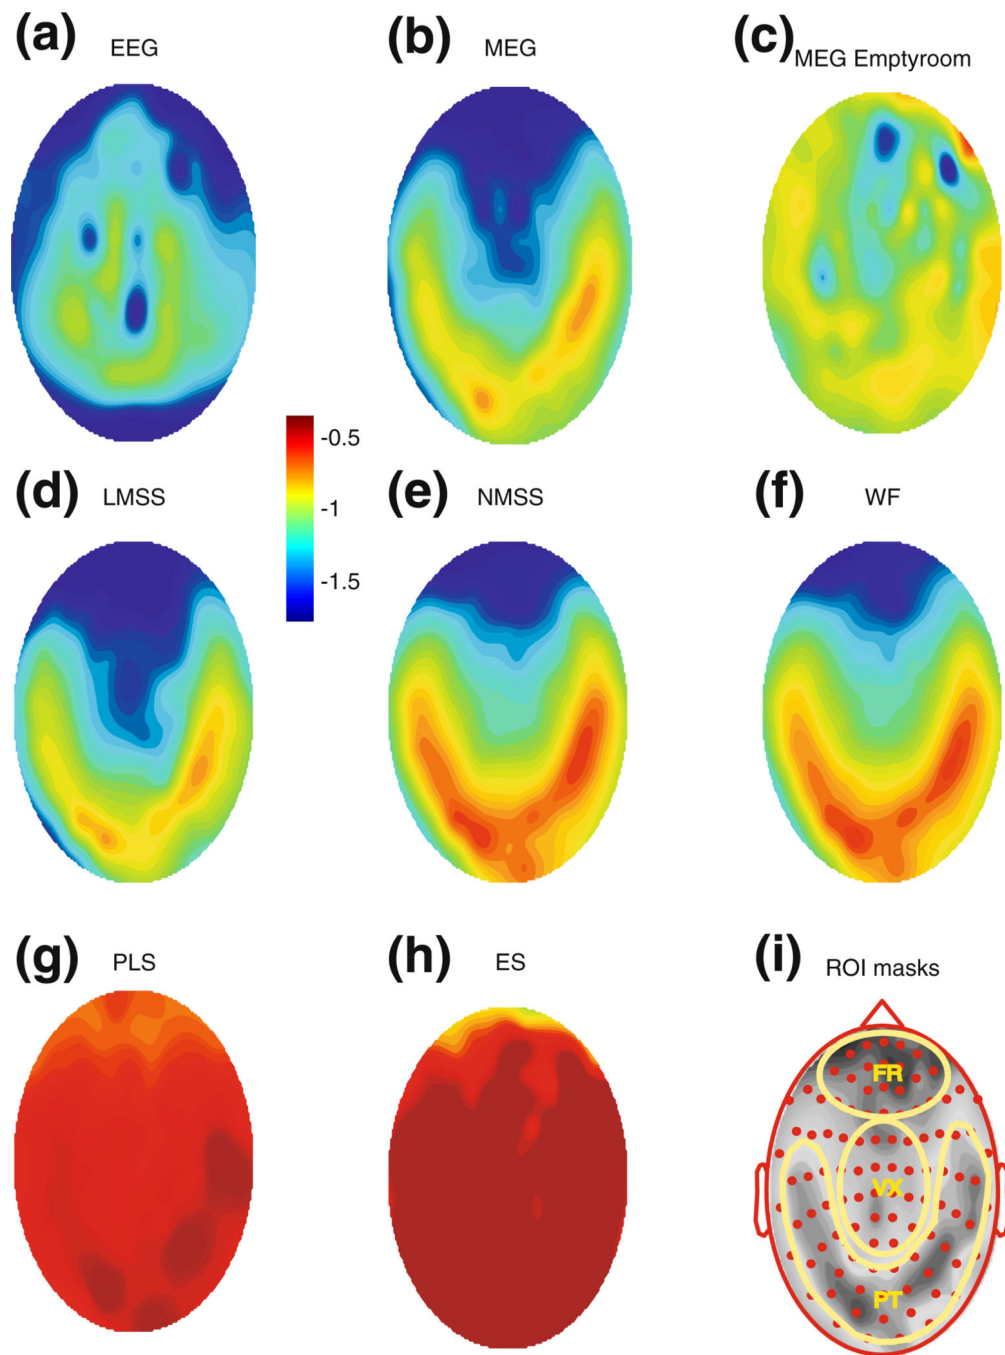 (a) EEG
(b) MEG
(c) MEG Emptyroom
(d) LMSS
-0.5
-1
-1.5
(e) NMSS
(f) WF
(g) PLS
(h) ES
(i) ROI masks
FR
VX
PT